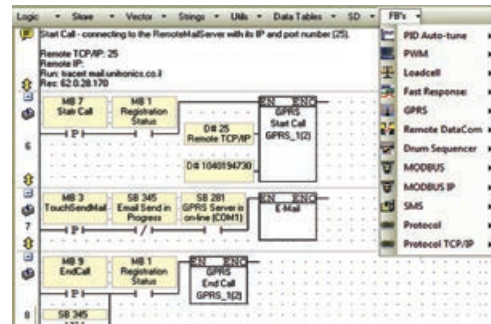 Logic Store Vector Strings Utils Data Tables SD FB's
Start Call - connecting to the RemoteMailServer with its IP and port number (25).
Remote TCP/IP: 25
Remote IP:
Run: tracert mail.unitronics.co.il
Res: 62.0.28.170
MB 7
Statr Call
MB 1
Registration
Status
EN ENO
GPRS
Start Call
GPRS_1(2)
D# 25
Remote TCP/IP
D# 1040194730
6
MB 3
TouchSendMail
SB 345
Email Send in
Progress
SB 281
GPRS Server is
on-line (COM1)
EN ENO
E-Mail
7
MB 9
EndCall
MB 1
Registration
Status
EN ENO
GPRS
End Call
GPRS_1(2)
8
SB 345
PID Auto-tune
PWM
Loadcell
Fast Response
GPRS
Remote DataCom
Drum Sequencer
MODBUS
MODBUS IP
SMS
Protocol
Protocol TCP/IP